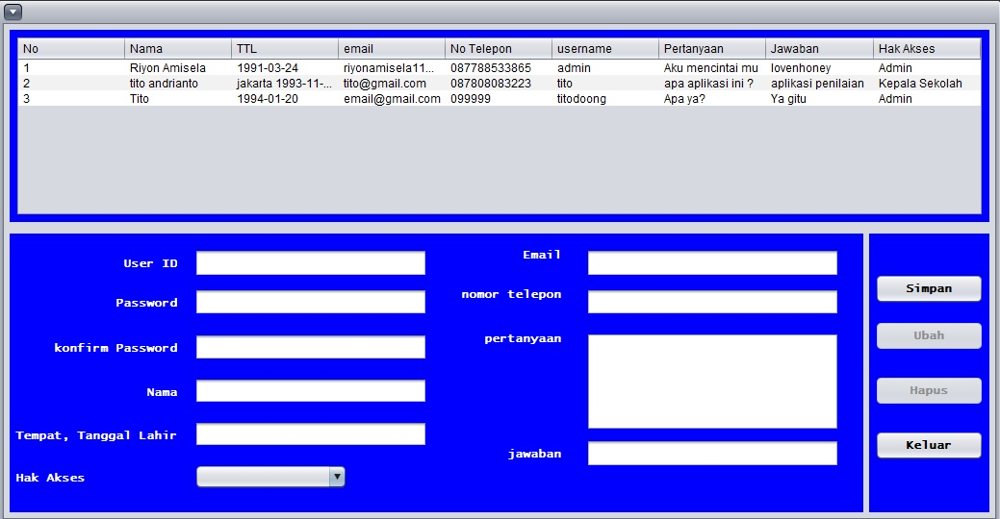 No Nama TTL email No Telepon username Pertanyaan Jawaban Hak Akses
1 Riyon Amisela 1991-03-24 riyonamisela11... 087788533865 admin Aku mencintai mu lovenhoney Admin
2 tito andrianto jakarta 1993-11-... tito@gmail.com 087808083223 tito apa aplikasi ini ? aplikasi penilaian Kepala Sekolah
3 Tito 1994-01-20 email@gmail.com 099999 titodoong Apa ya? Ya gitu Admin
User ID
Password
konfirm Password
Nama
Tempat, Tanggal Lahir
Hak Akses
Email
nomor telepon
pertanyaan
jawaban
Simpan
Ubah
Hapus
Keluar